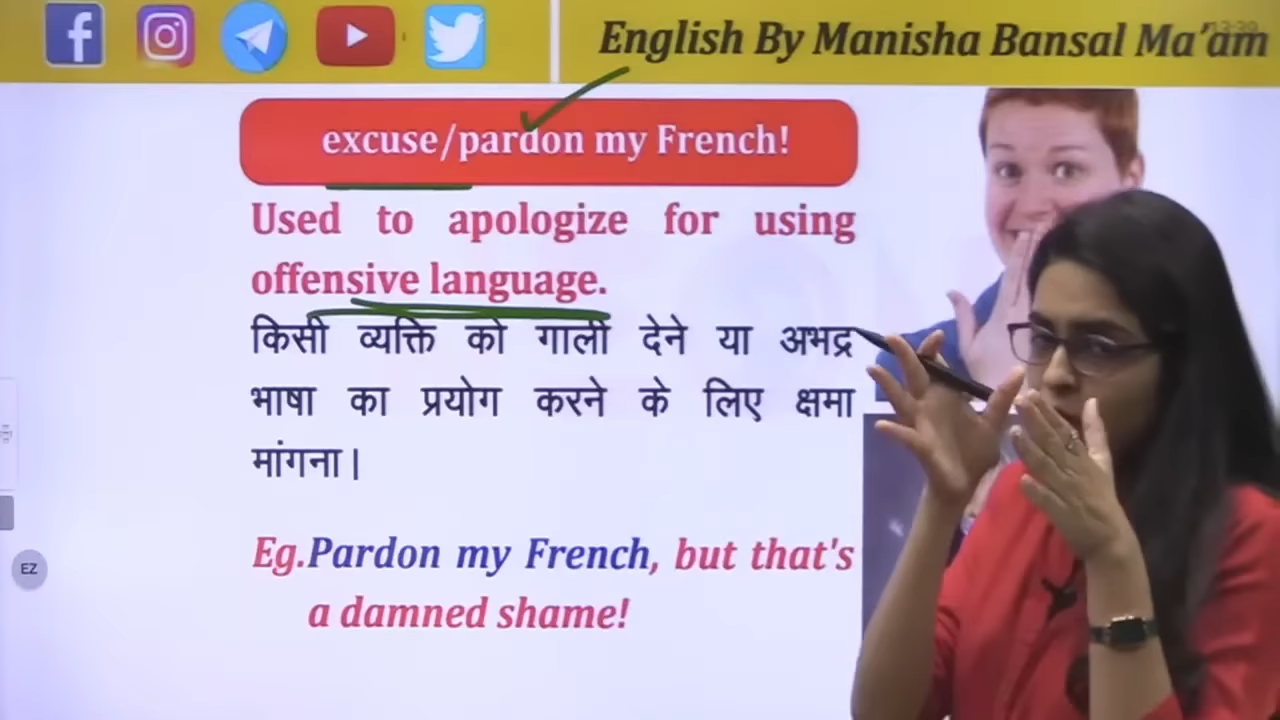 English By Manisha Bansal Ma'am
excuse/pardon my French!
Used to apologize for using
offensive language.
किसी व्यक्ति को गाली देने या अभद्र
भाषा का प्रयोग करने के लिए क्षमा
मांगना।
Eg.Pardon my French, but that's
a damned shame!
EZ